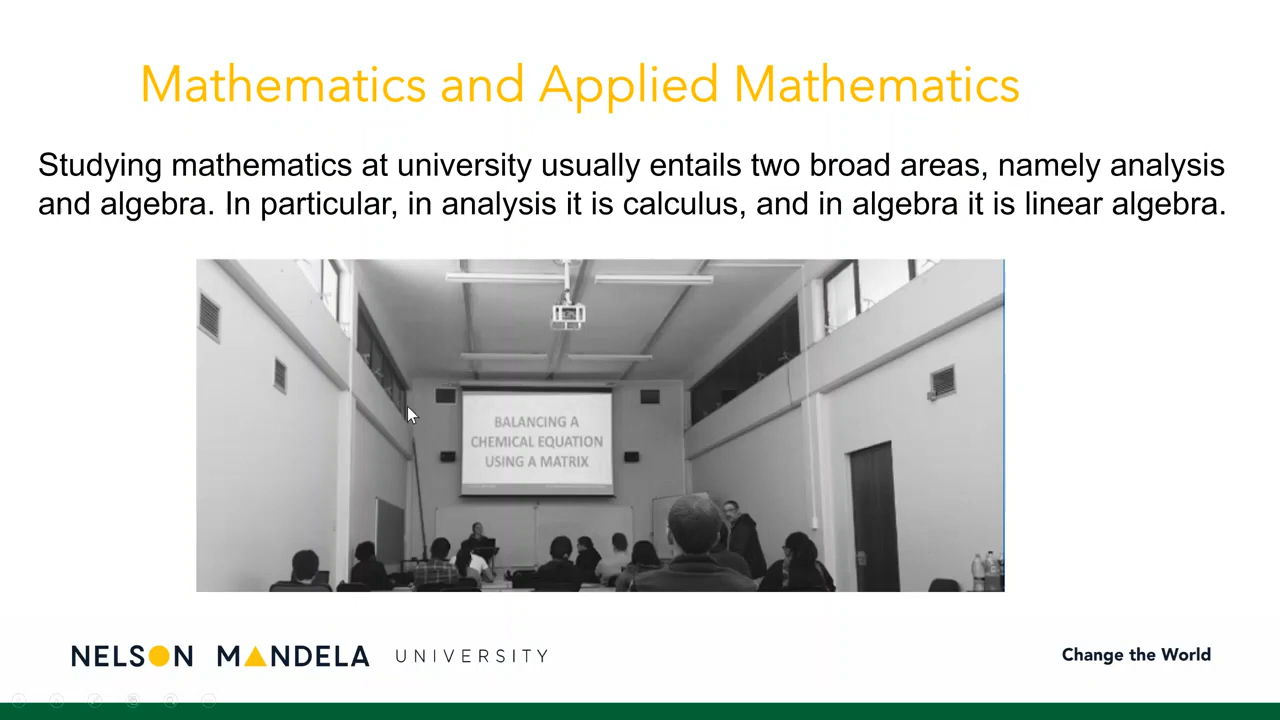 Mathematics and Applied Mathematics
Studying mathematics at university usually entails two broad areas, namely analysis
and algebra. In particular, in analysis it is calculus, and in algebra it is linear algebra.
BALANCING A
CHEMICAL EQUATION
USING A MATRIX
NELSON MANDELA UNIVERSITY
Change the World